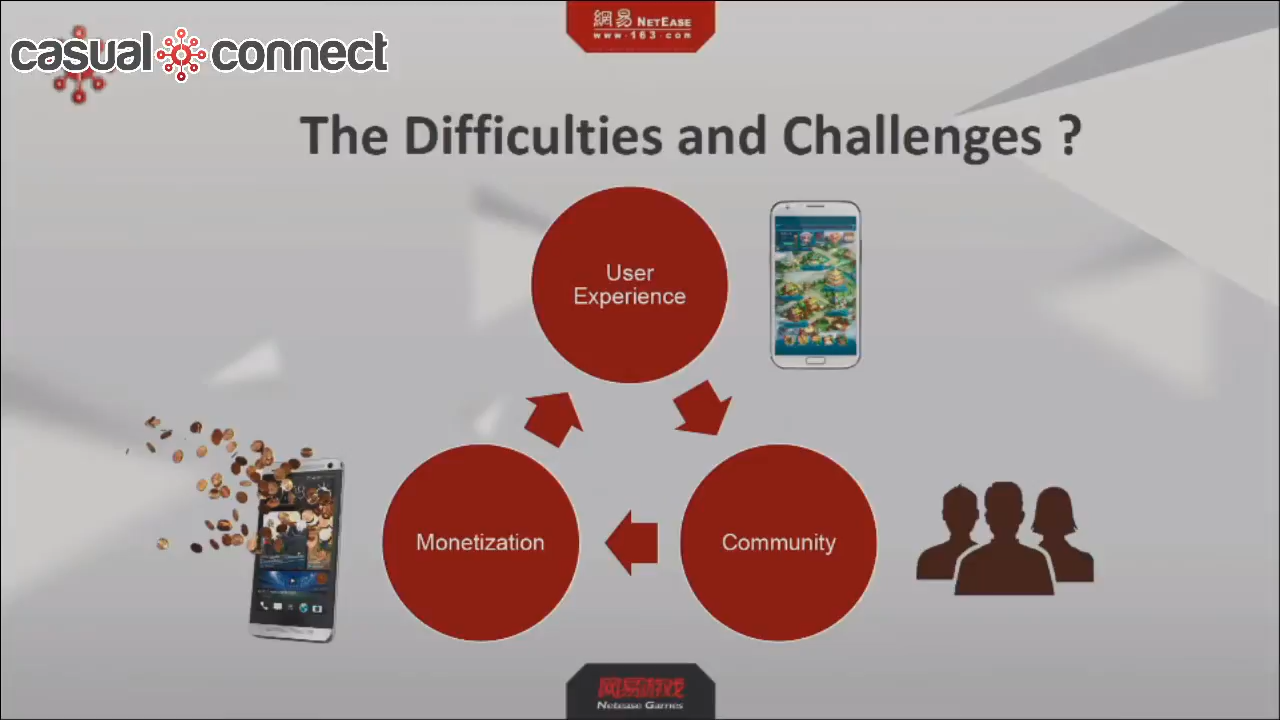 網易 NETEASE
www·163·com
casual connect
The Difficulties and Challenges ?
User
Experience
Monetization
Community
网易游戏
Netease Games